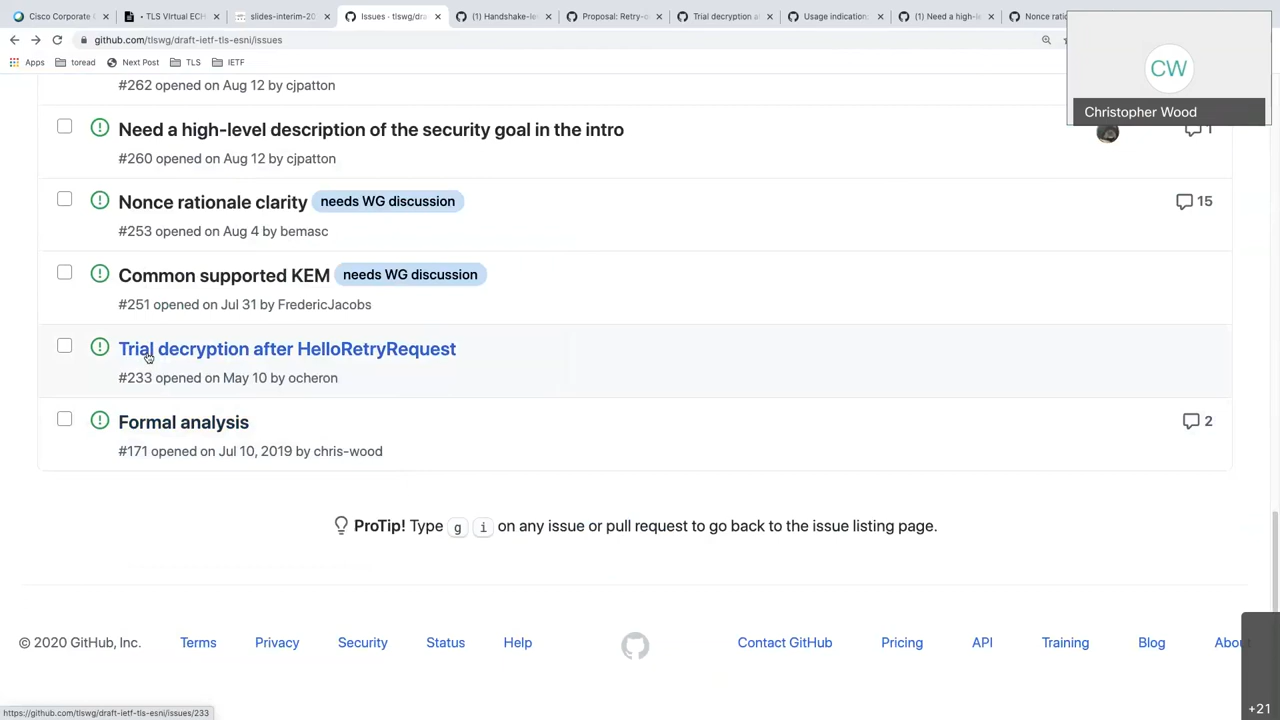 Cisco Corporate
• TLS VIrtual ECH
slides-interim-20
Issues · tlswg/dra
(1) Handshake-le
Proposal: Retry-o
Trial decryption a
Usage indication
(1) Need a high-le
Nonce ratio
github.com/tlswg/draft-ietf-tls-esni/issues
Apps
toread
Next Post
TLS
IETF
CW
Christopher Wood
#262 opened on Aug 12 by cjpatton
Need a high-level description of the security goal in the intro
1
#260 opened on Aug 12 by cjpatton
Nonce rationale clarity needs WG discussion
15
#253 opened on Aug 4 by bemasc
Common supported KEM needs WG discussion
#251 opened on Jul 31 by FredericJacobs
Trial decryption after HelloRetryRequest
#233 opened on May 10 by ocheron
Formal analysis
2
#171 opened on Jul 10, 2019 by chris-wood
ProTip! Type g i on any issue or pull request to go back to the issue listing page.
© 2020 GitHub, Inc. Terms Privacy Security Status Help Contact GitHub Pricing API Training Blog Abou
https://github.com/tlswg/draft-ietf-tls-esni/issues/233
+21